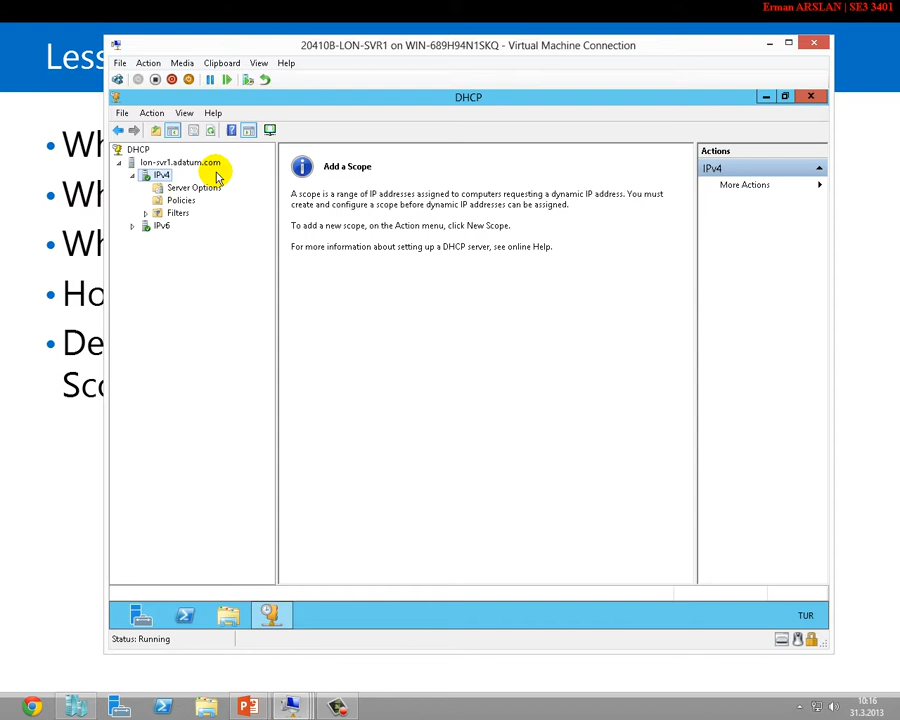 Erman ARSLAN | SE3 3401
Less
20410B-LON-SVR1 on WIN-689H94N1SKQ - Virtual Machine Connection
File Action Media Clipboard View Help
DHCP
File Action View Help
DHCP
lon-svr1.adatum.com
IPv4
Server Options
Policies
Filters
IPv6
Add a Scope
A scope is a range of IP addresses assigned to computers requesting a dynamic IP address. You must
create and configure a scope before dynamic IP addresses can be assigned.
To add a new scope, on the Action menu, click New Scope.
For more information about setting up a DHCP server, see online Help.
Actions
IPv4
More Actions
• Wh
• Wh
• Wh
• Ho
• De
Sco
TUR
Status: Running
10:16
31.3.2013